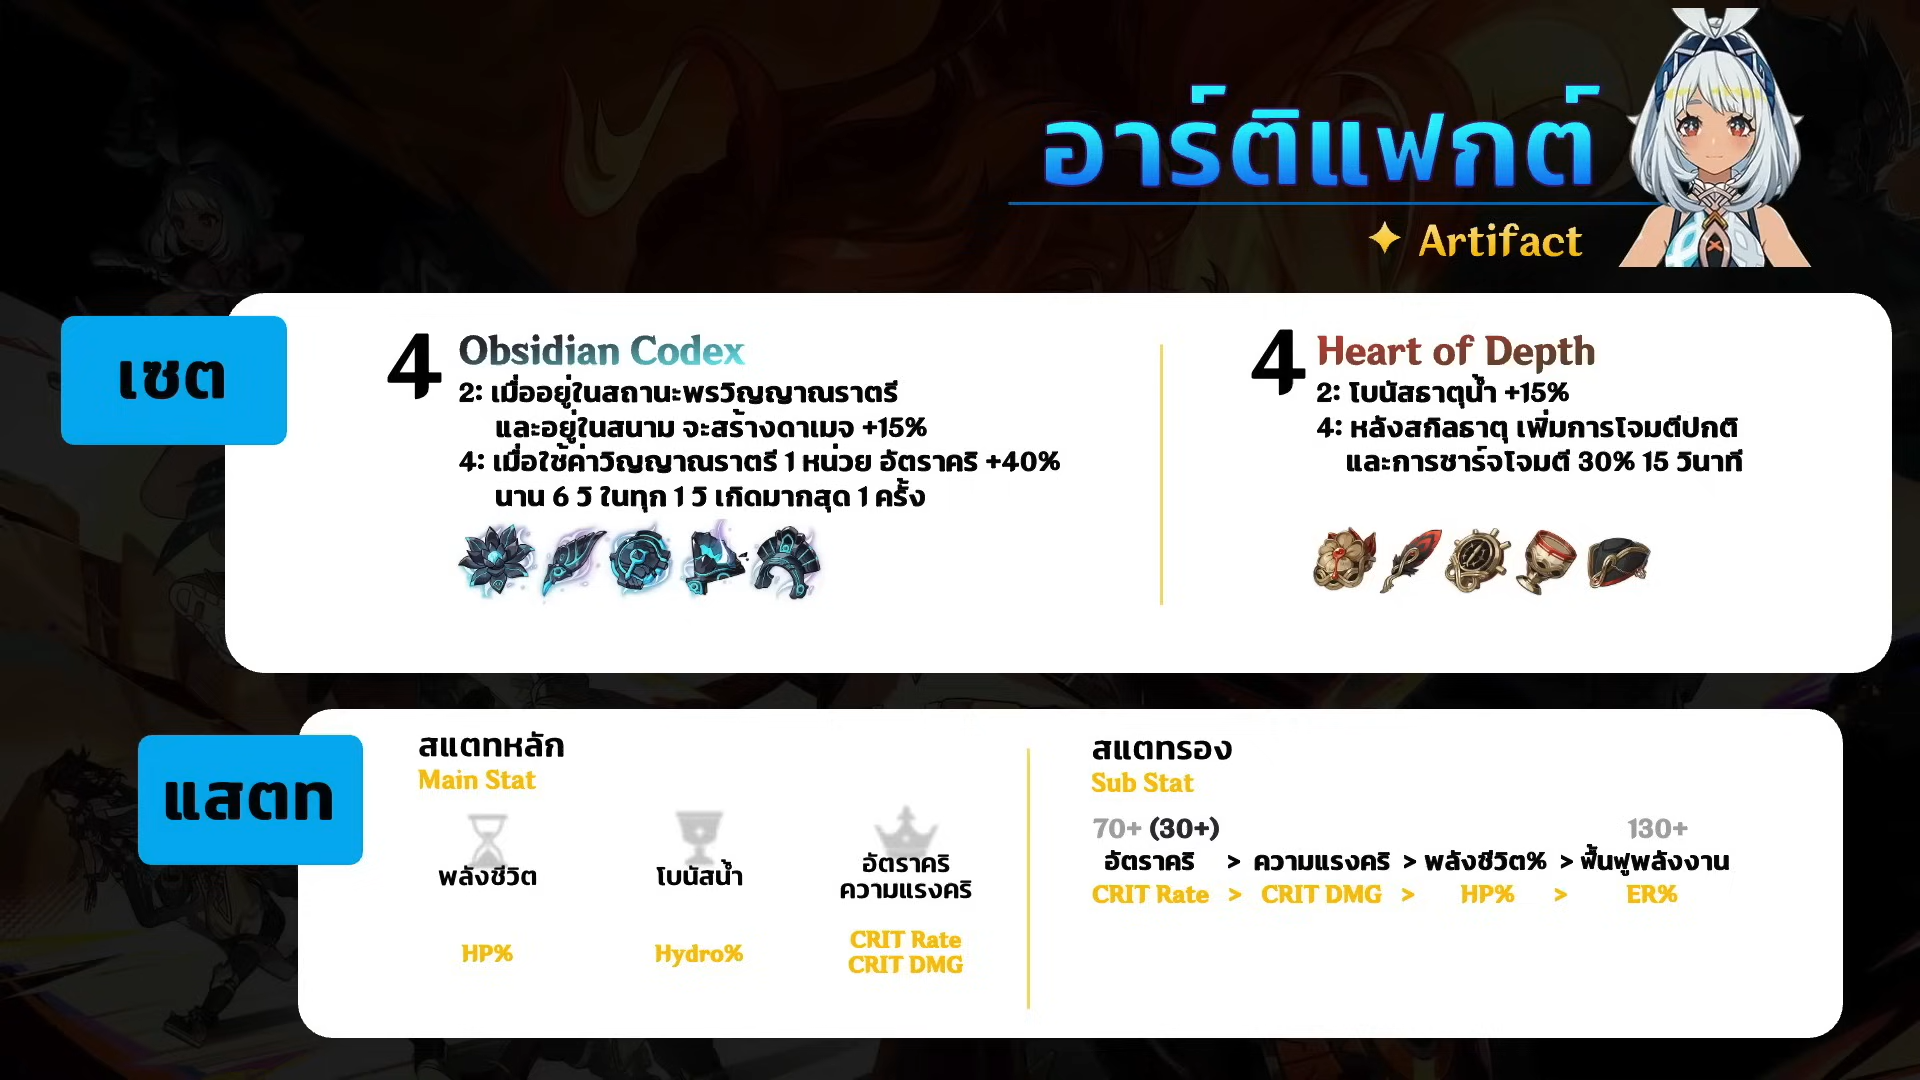 อาร์ติแฟกต์
Artifact
เซต
4 Obsidian Codex
2: เมื่ออยู่ในสถานะพรวิญญาณราตรี
และอยู่ในสนาม จะสร้างดาเมจ +15%
4: เมื่อใช้ค่าวิญญาณราตรี 1 หน่วย อัตราคริ +40%
นาน 6 วิ ในทุก 1 วิ เกิดมากสุด 1 ครั้ง
4 Heart of Depth
2: โบนัสธาตุน้ำ +15%
4: หลังสกิลธาตุ เพิ่มการโจมตีปกติ
และการชาร์จโจมตี 30% 15 วินาที
แสตท
สแตทหลัก
Main Stat
พลังชีวิต
HP%
โบนัสน้ำ
Hydro%
อัตราคริ
ความแรงคริ
CRIT Rate
CRIT DMG
สแตทรอง
Sub Stat
70+ (30+) 130+
อัตราคริ > ความแรงคริ > พลังชีวิต% > ฟื้นฟูพลังงาน
CRIT Rate > CRIT DMG > HP% > ER%